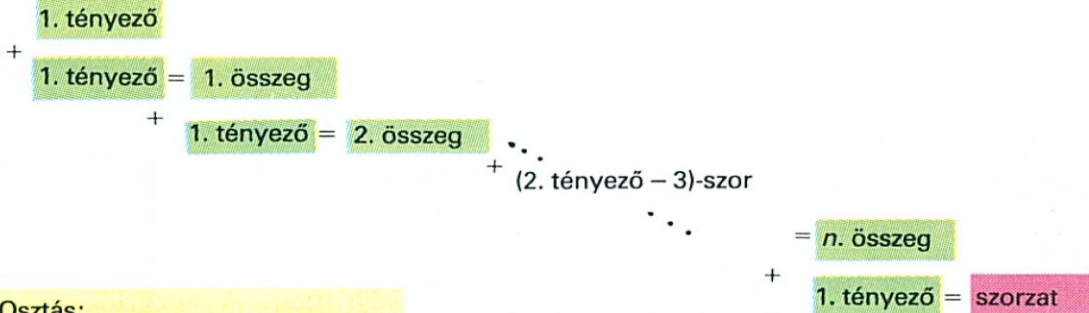 1. tényező
+
1. tényező = 1. összeg
+ 1. tényező = 2. összeg
+ (2. tényező – 3)-szor
= n. összeg
+
1. tényező = szorzat
Osztás: